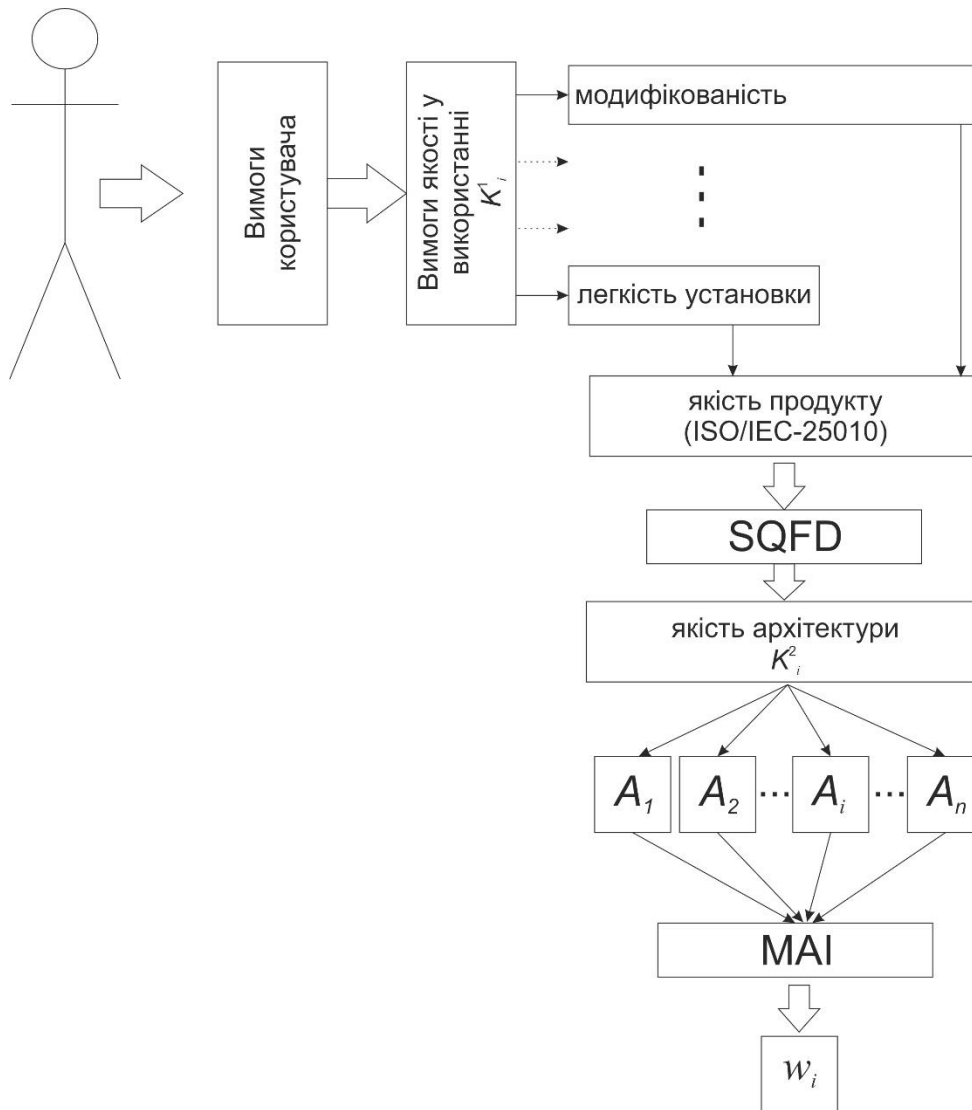 Вимоги
користувача
Вимоги якості у
використанні
K¹ᵢ
модифікованість
легкість установки
якість продукту
(ISO/IEC-25010)
SQFD
якість архітектури
K²ᵢ
A₁ A₂ ... Aᵢ ... Aₙ
МАІ
wᵢ